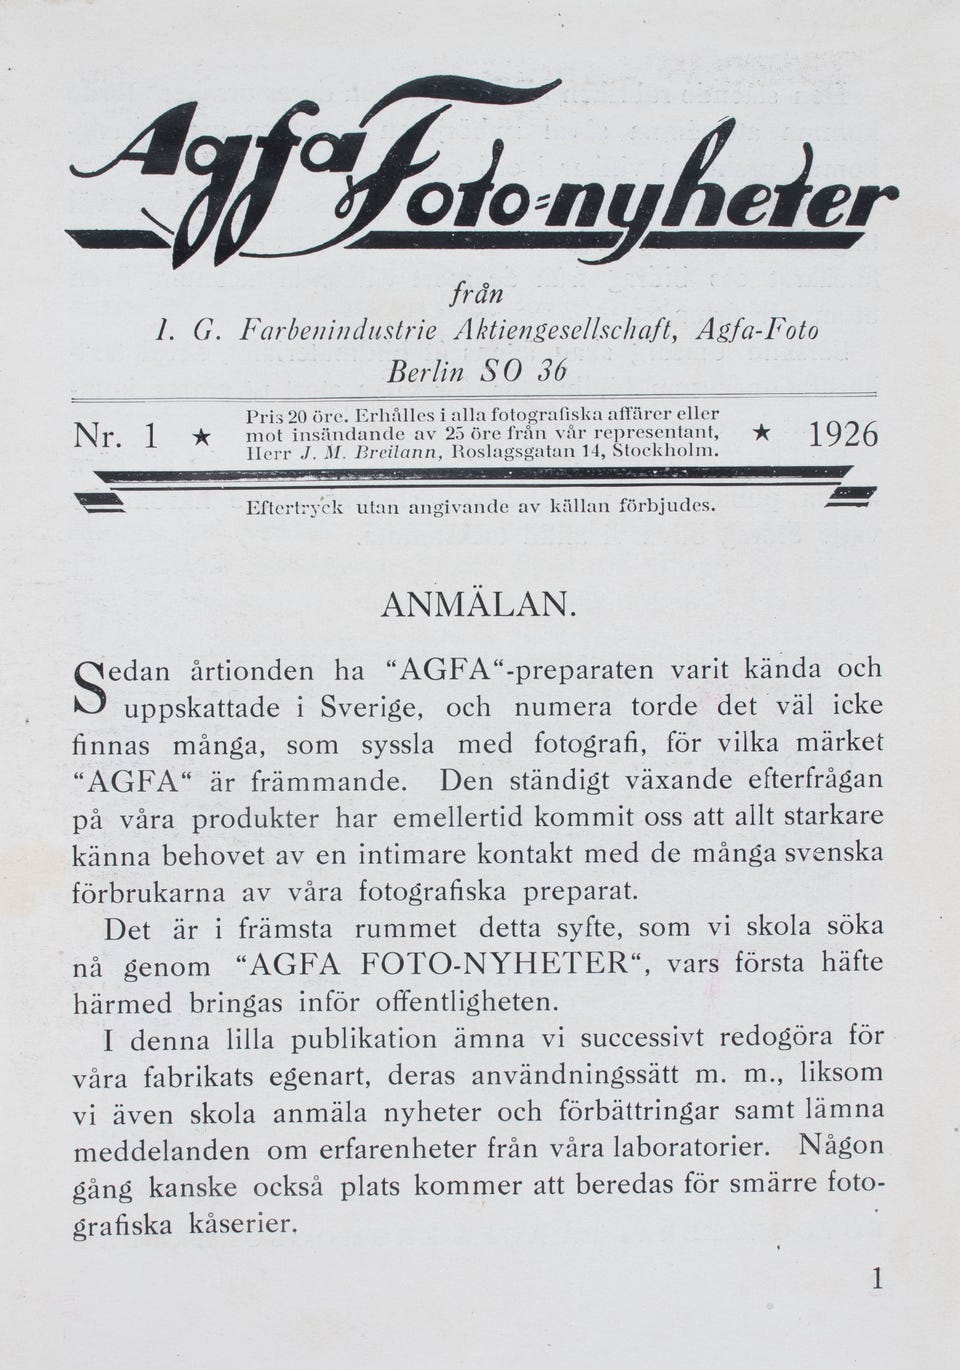 Agfa Foto-nyheter
från
I. G. Farbenindustrie Aktiengesellschaft, Agfa-Foto
Berlin SO 36
Nr. 1 ★ Pris 20 öre. Erhålles i alla fotografiska affärer eller
mot insändande av 25 öre från vår representant,
Herr J. M. Breilann, Roslagsgatan 14, Stockholm. ★ 1926
Eftertryck utan angivande av källan förbjudes.
ANMÄLAN.
Sedan årtionden ha “AGFA“-preparaten varit kända och
uppskattade i Sverige, och numera torde det väl icke
finnas många, som syssla med fotografi, för vilka märket
“AGFA“ är främmande. Den ständigt växande efterfrågan
på våra produkter har emellertid kommit oss att allt starkare
känna behovet av en intimare kontakt med de många svenska
förbrukarna av våra fotografiska preparat.
Det är i främsta rummet detta syfte, som vi skola söka
nå genom “AGFA FOTO-NYHETER“, vars första häfte
härmed bringas inför offentligheten.
I denna lilla publikation ämna vi successivt redogöra för
våra fabrikats egenart, deras användningssätt m. m., liksom
vi även skola anmäla nyheter och förbättringar samt lämna
meddelanden om erfarenheter från våra laboratorier. Någon
gång kanske också plats kommer att beredas för smärre foto-
grafiska kåserier.
1